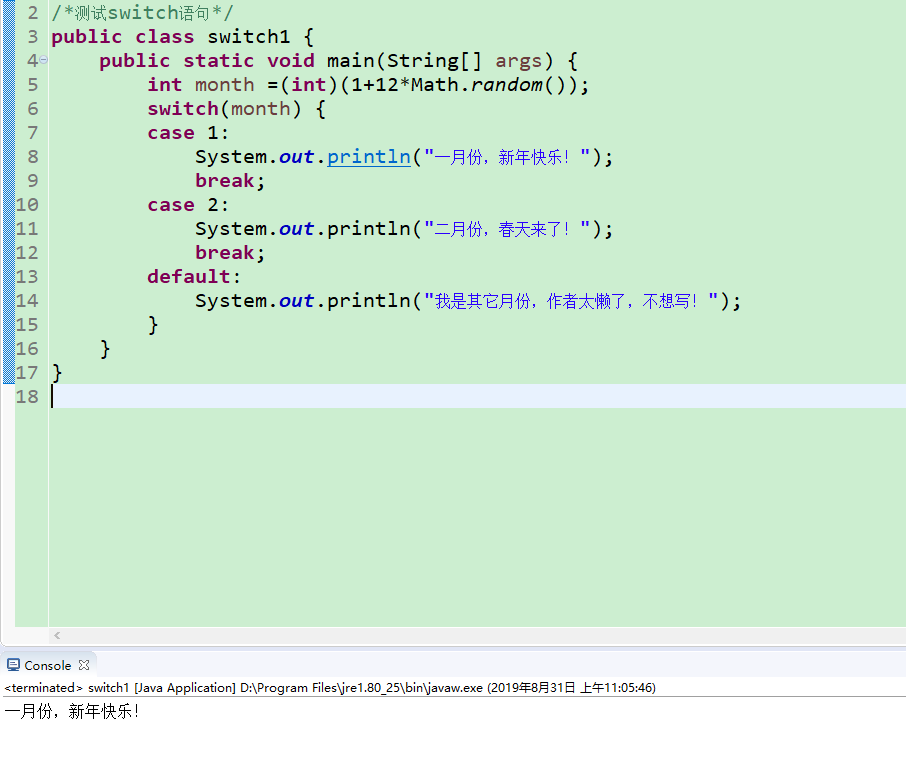 2 /*测试switch语句*/
3 public class switch1 {
4 public static void main(String[] args) {
5 int month =(int)(1+12*Math.random());
6 switch(month) {
7 case 1:
8 System.out.println("一月份，新年快乐！");
9 break;
10 case 2:
11 System.out.println("二月份，春天来了！");
12 break;
13 default:
14 System.out.println("我是其它月份，作者太懒了，不想写！");
15 }
16 }
17 }
18
Console
<terminated> switch1 [Java Application] D:\Program Files\jre1.80_25\bin\javaw.exe (2019年8月31日 上午11:05:46)
一月份，新年快乐！